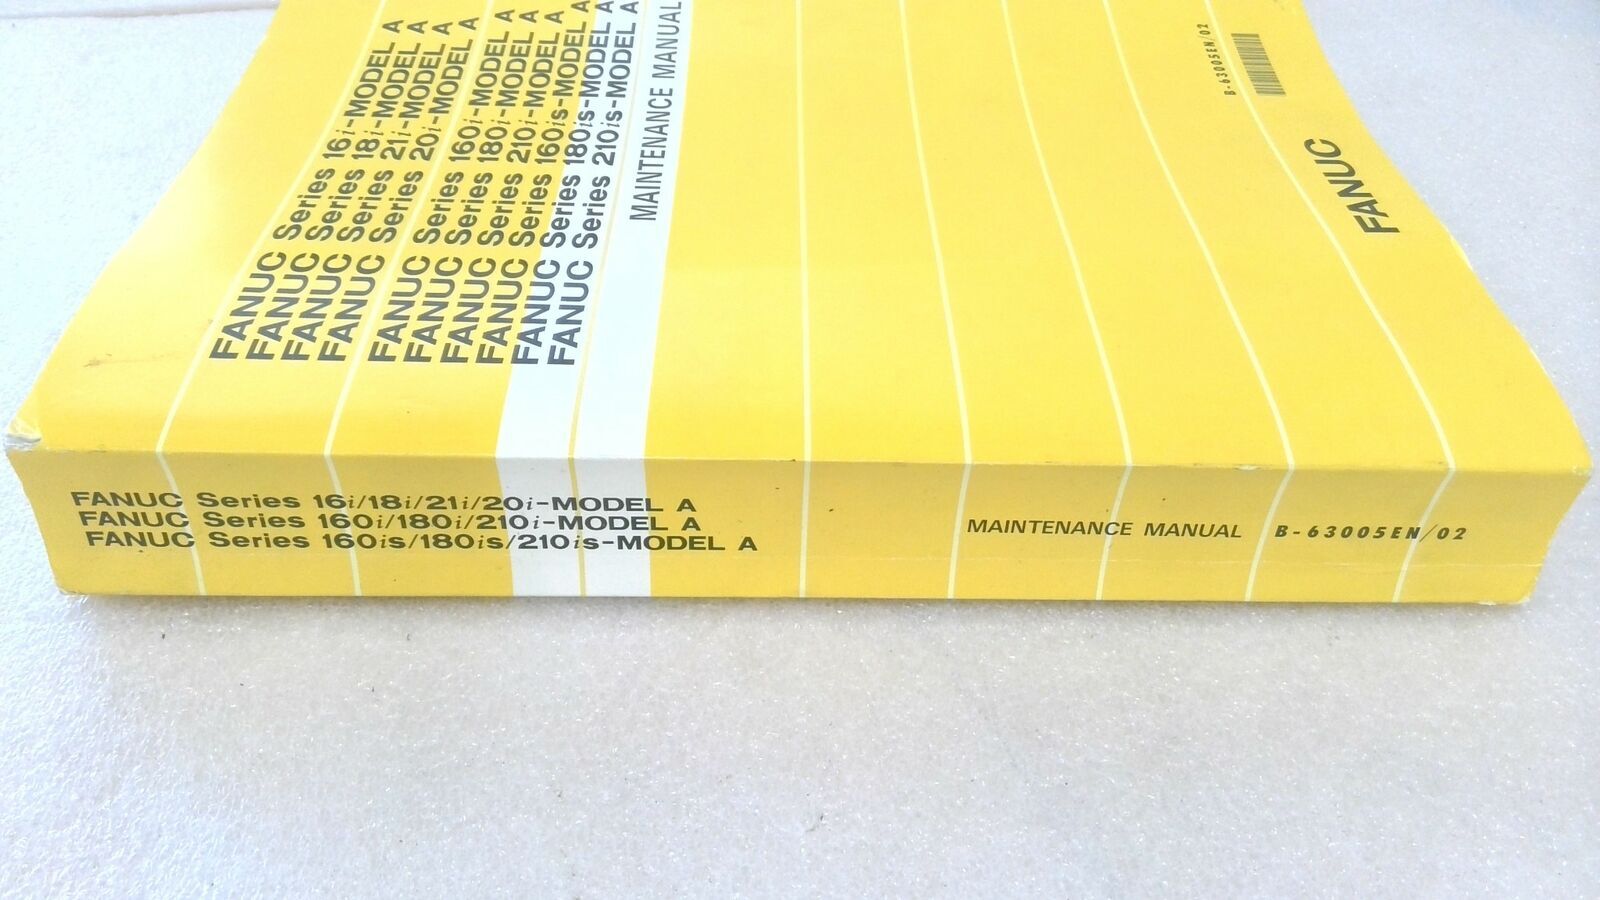 FANUC Series 16i-MODEL A
FANUC Series 18i-MODEL A
FANUC Series 21i-MODEL A
FANUC Series 20i-MODEL A
FANUC Series 160i-MODEL A
FANUC Series 180i-MODEL A
FANUC Series 210i-MODEL A
FANUC Series 160is-MODEL A
FANUC Series 180is-MODEL A
FANUC Series 210is-MODEL A
MAINTENANCE MANUAL
B-63005EN/02
FANUC
FANUC Series 16i/18i/21i/20i-MODEL A
FANUC Series 160i/180i/210i-MODEL A
FANUC Series 160is/180is/210is-MODEL A
MAINTENANCE MANUAL B-63005EN/02